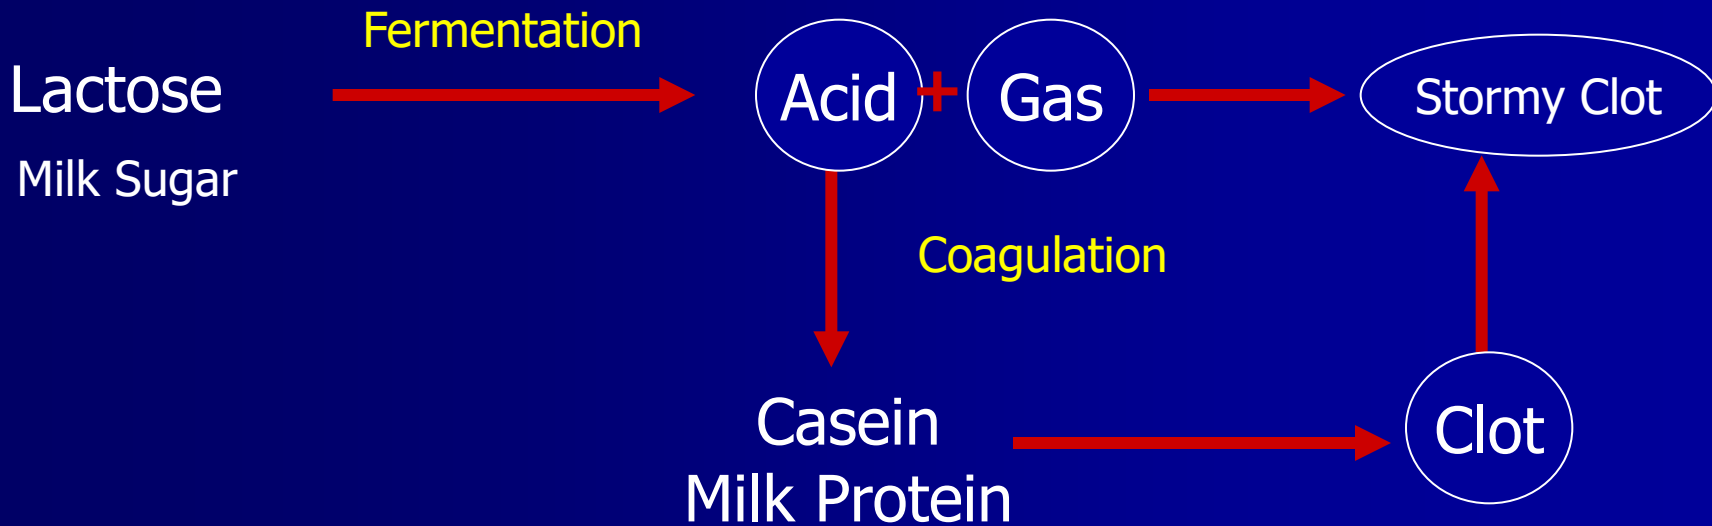 Fermentation
Lactose
Acid + Gas
Stormy Clot
Milk Sugar
Coagulation
Casein
Milk Protein
Clot